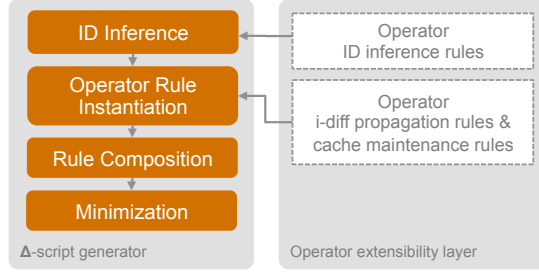 ID Inference
Operator Rule
Instantiation
Rule Composition
Minimization
Δ-script generator
Operator
ID inference rules
Operator
i-diff propagation rules &
cache maintenance rules
Operator extensibility layer